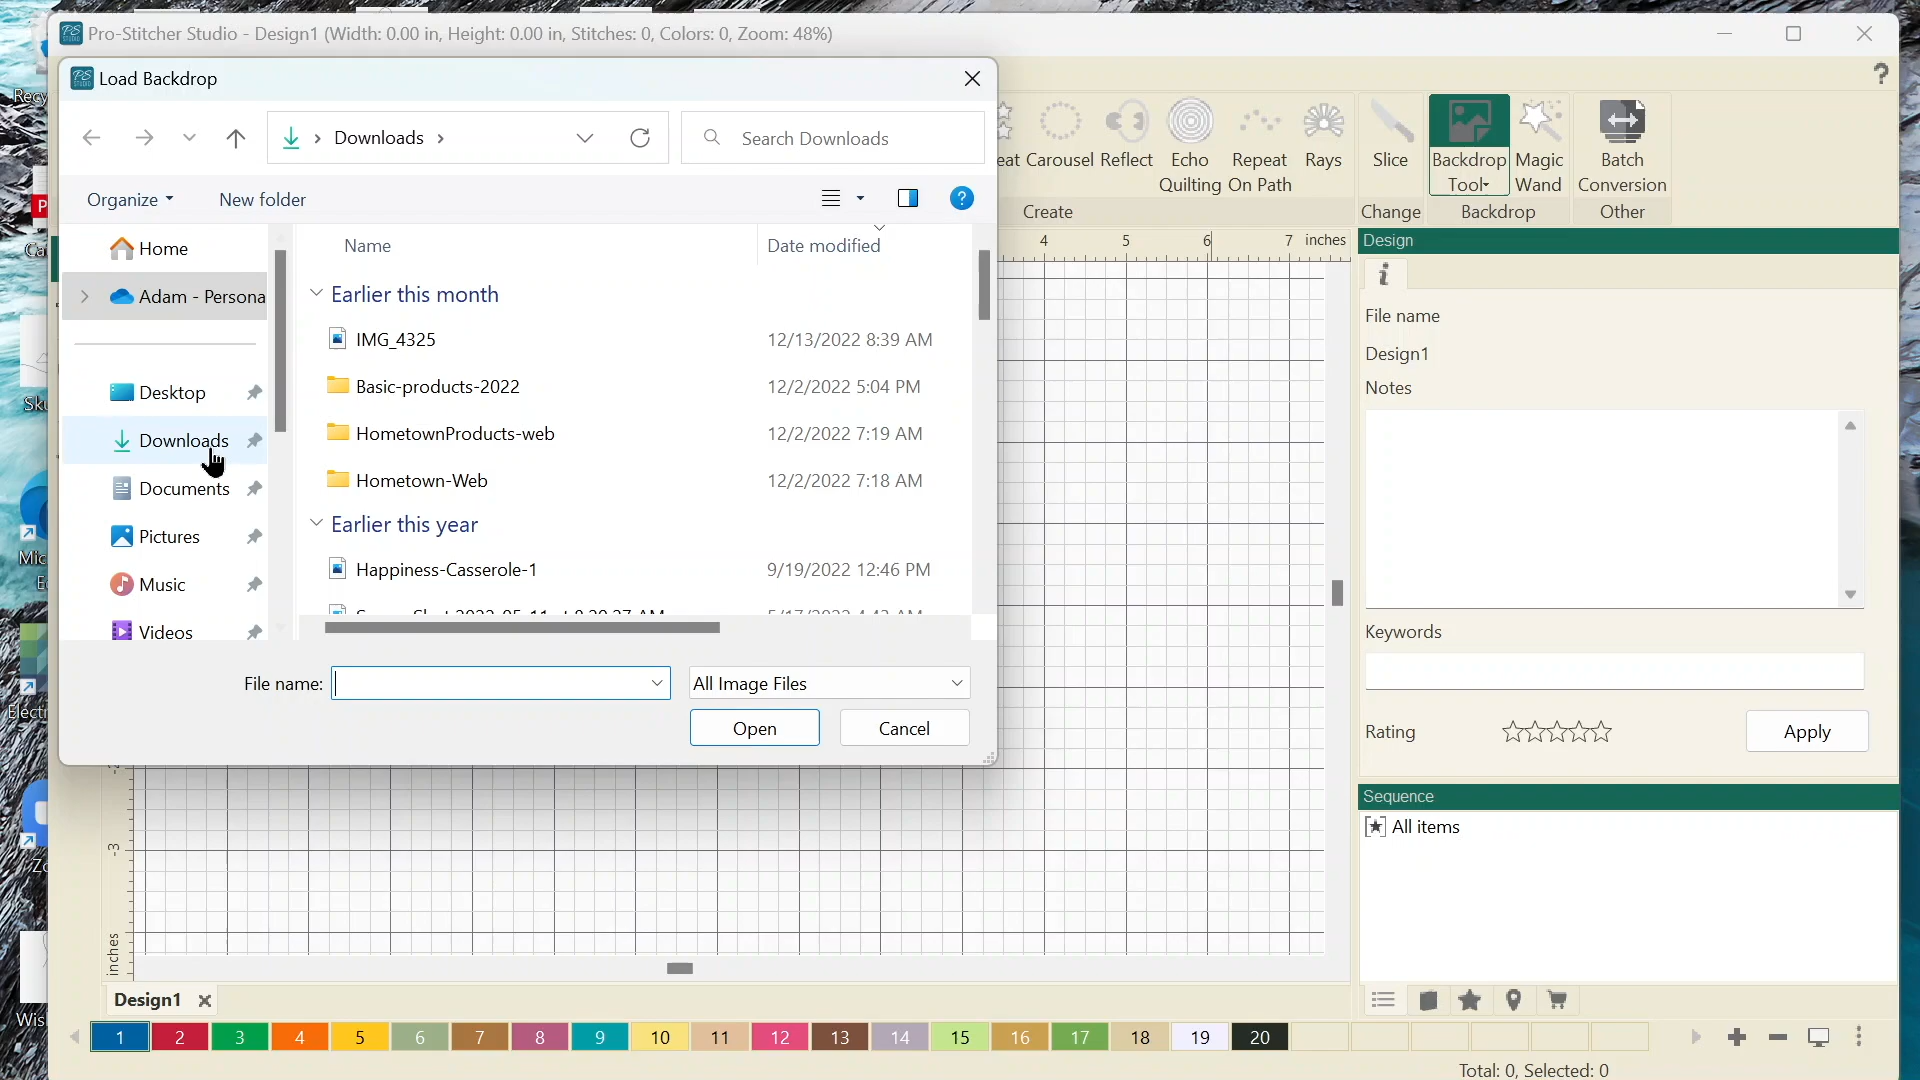 Pro-Stitcher Studio - Design1 (Width: 0.00 in, Height: 0.00 in, Stitches: 0, Colors: 0, Zoom: 48%)
Load Backdrop
?
Downloads
Search Downloads
Organize
New folder
?
Home
Adam - Persona
Desktop
Downloads
Documents
Pictures
Music
Videos
Name
Date modified
Earlier this month
IMG_4325 12/13/2022 8:39 AM
Basic-products-2022 12/2/2022 5:04 PM
HometownProducts-web 12/2/2022 7:19 AM
Hometown-Web 12/2/2022 7:18 AM
Earlier this year
Happiness-Casserole-1 9/19/2022 12:46 PM
File name:
All Image Files
Open
Cancel
eat
Carousel
Reflect
Echo
Quilting
Repeat
On Path
Rays
Slice
Backdrop
Tool
Magic
Wand
Batch
Conversion
Create
Change
Backdrop
Other
4 5 6 7 inches
Design
File name
Design1
Notes
Keywords
Rating
Apply
Sequence
All items
-3
inches
Design1
1 2 3 4 5 6 7 8 9 10 11 12 13 14 15 16 17 18 19 20
Total: 0, Selected: 0